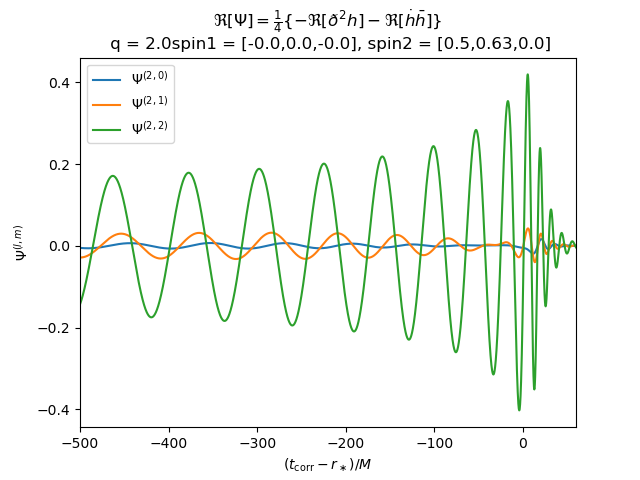 ℜ[Ψ] = 1/4 {−ℜ[ð²h] − ℜ[ḣh̄]}
q = 2.0spin1 = [-0.0,0.0,-0.0], spin2 = [0.5,0.63,0.0]
Ψ^(2,0)
Ψ^(2,1)
Ψ^(2,2)
Ψ^(l,m)
0.4
0.2
0.0
−0.2
−0.4
−500
−400
−300
−200
−100
0
(t_corr − r_∗)/M